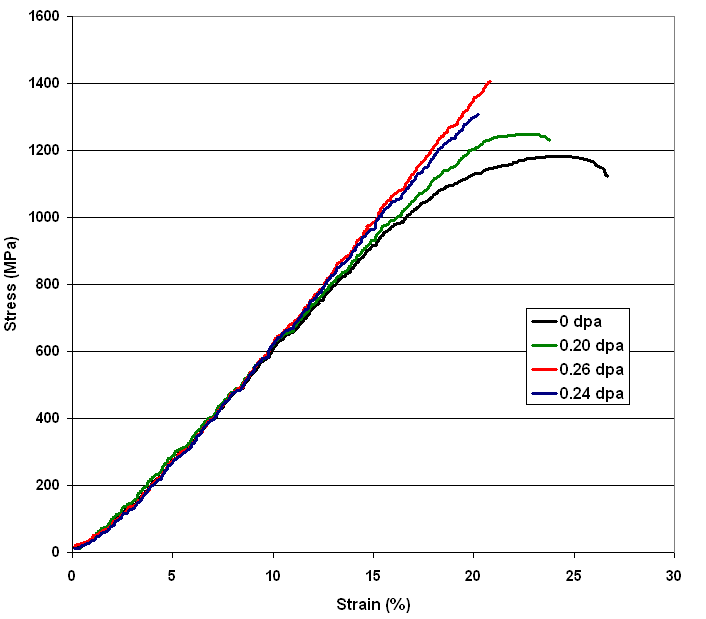 1600
1400
1200
1000
800
600
400
200
0
Stress (MPa)
0 dpa
0.20 dpa
0.26 dpa
0.24 dpa
0 5 10 15 20 25 30
Strain (%)